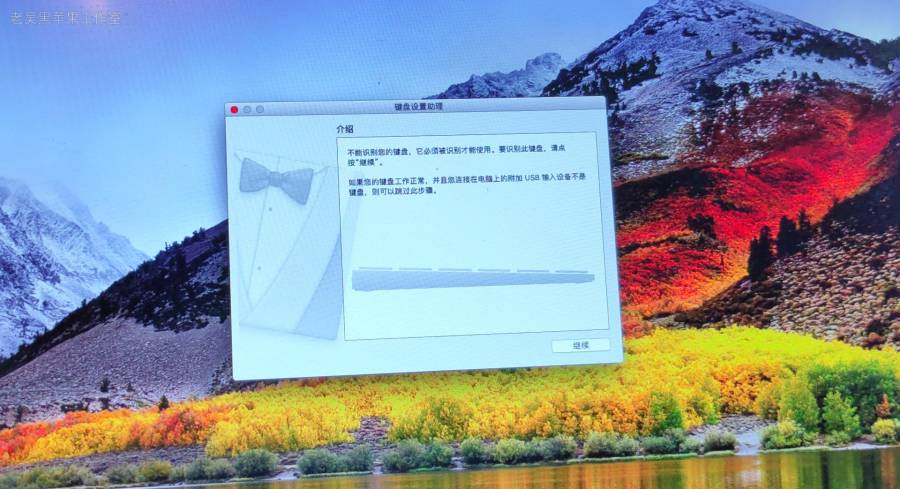 老吴黑苹果工作室
键盘设置助理
介绍
不能识别您的键盘，它必须被识别才能使用。要识别此键盘，请点
按“继续”。
如果您的键盘工作正常，并且您连接在电脑上的附加 USB 输入设备不是
键盘，则可以跳过此步骤。
继续